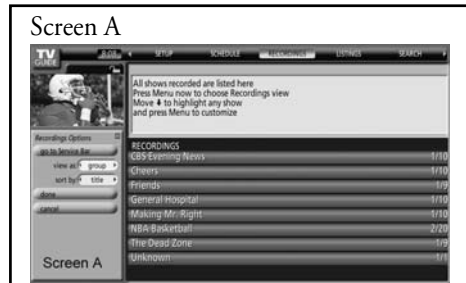 Screen A
TV GUIDE
8:08
SETUP SCHEDULE RECORDINGS LISTINGS SEARCH
All shows recorded are listed here
Press Menu now to choose Recordings view
Move ↓ to highlight any show
and press Menu to customize
Recordings Options
go to Service Bar
view as group
sort by title
done
cancel
RECORDINGS
CBS Evening News 1/10
Cheers 1/10
Friends 1/9
General Hospital 1/10
Making Mr. Right 1/10
NBA Basketball 2/20
The Dead Zone 1/9
Unknown 1/1
Screen A